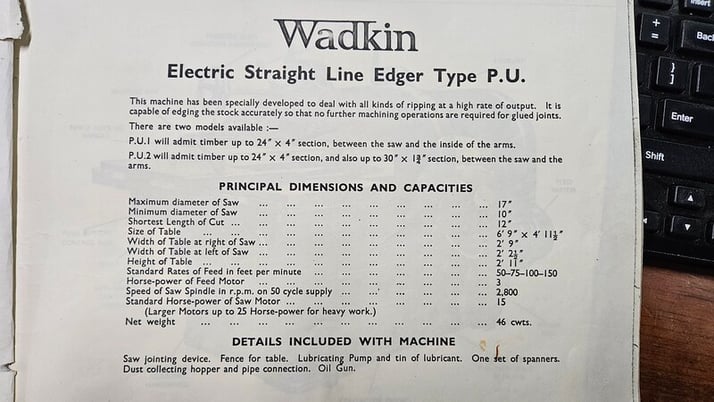 Wadkin
Electric Straight Line Edger Type P.U.
This machine has been specially developed to deal with all kinds of ripping at a high rate of output. It is
capable of edging the stock accurately so that no further machining operations are required for glued joints.
There are two models available :—
P.U.1 will admit timber up to 24″ × 4″ section, between the saw and the inside of the arms.
P.U.2 will admit timber up to 24″ × 4″ section, and also up to 30″ × 1¾″ section, between the saw and the
arms.
PRINCIPAL DIMENSIONS AND CAPACITIES
Maximum diameter of Saw ... ... ... ... ... ... ... ... ... 17″
Minimum diameter of Saw ... ... ... ... ... ... ... ... ... 10″
Shortest Length of Cut ... ... ... ... ... ... ... ... ... ... 12″
Size of Table ... ... ... ... ... ... ... ... ... ... ... 6′ 9″ × 4′ 11½″
Width of Table at right of Saw ... ... ... ... ... ... ... ... ... 2′ 9″
Width of Table at left of Saw ... ... ... ... ... ... ... ... ... 2′ 2½″
Height of Table ... ... ... ... ... ... ... ... ... ... ... 2′ 11″
Standard Rates of Feed in feet per minute ... ... ... ... ... ... ... 50-75-100-150
Horse-power of Feed Motor ... ... ... ... ... ... ... ... ... 3
Speed of Saw Spindle in r.p.m. on 50 cycle supply ... ... ... ... ... ... 2,800
Standard Horse-power of Saw Motor ... ... ... ... ... ... ... ... 15
(Larger Motors up to 25 Horse-power for heavy work.)
Net weight ... ... ... ... ... ... ... ... ... ... ... 46 cwts.
DETAILS INCLUDED WITH MACHINE
Saw jointing device. Fence for table. Lubricating Pump and tin of lubricant. One set of spanners.
Dust collecting hopper and pipe connection. Oil Gun.
Insert
+
=
}
]
Enter
Shift